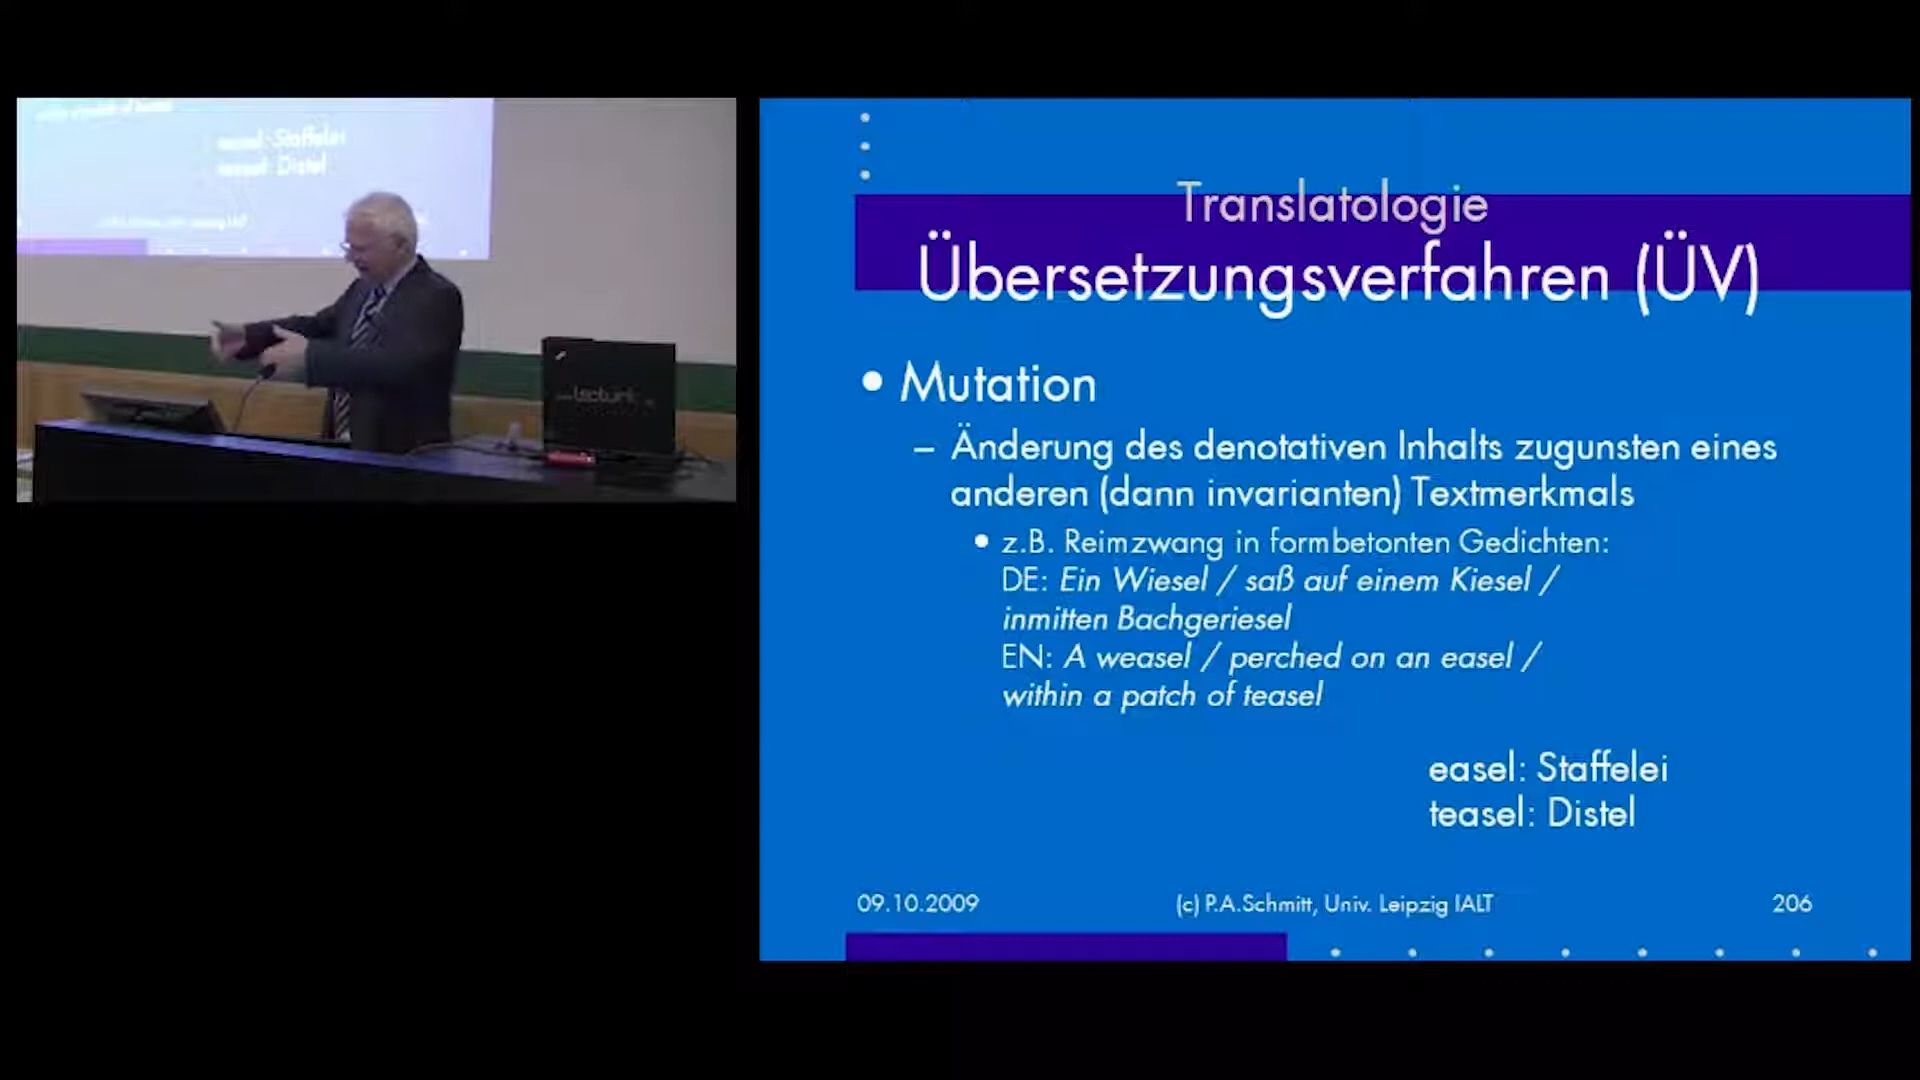 easel: Staffelei
teasel: Distel
lecturio
Translatologie
Übersetzungsverfahren (ÜV)
• Mutation
– Änderung des denotativen Inhalts zugunsten eines
anderen (dann invarianten) Textmerkmals
• z.B. Reimzwang in formbetonten Gedichten:
DE: Ein Wiesel / saß auf einem Kiesel /
inmitten Bachgeriesel
EN: A weasel / perched on an easel /
within a patch of teasel
easel: Staffelei
teasel: Distel
09.10.2009 (c) P.A.Schmitt, Univ. Leipzig IALT 206